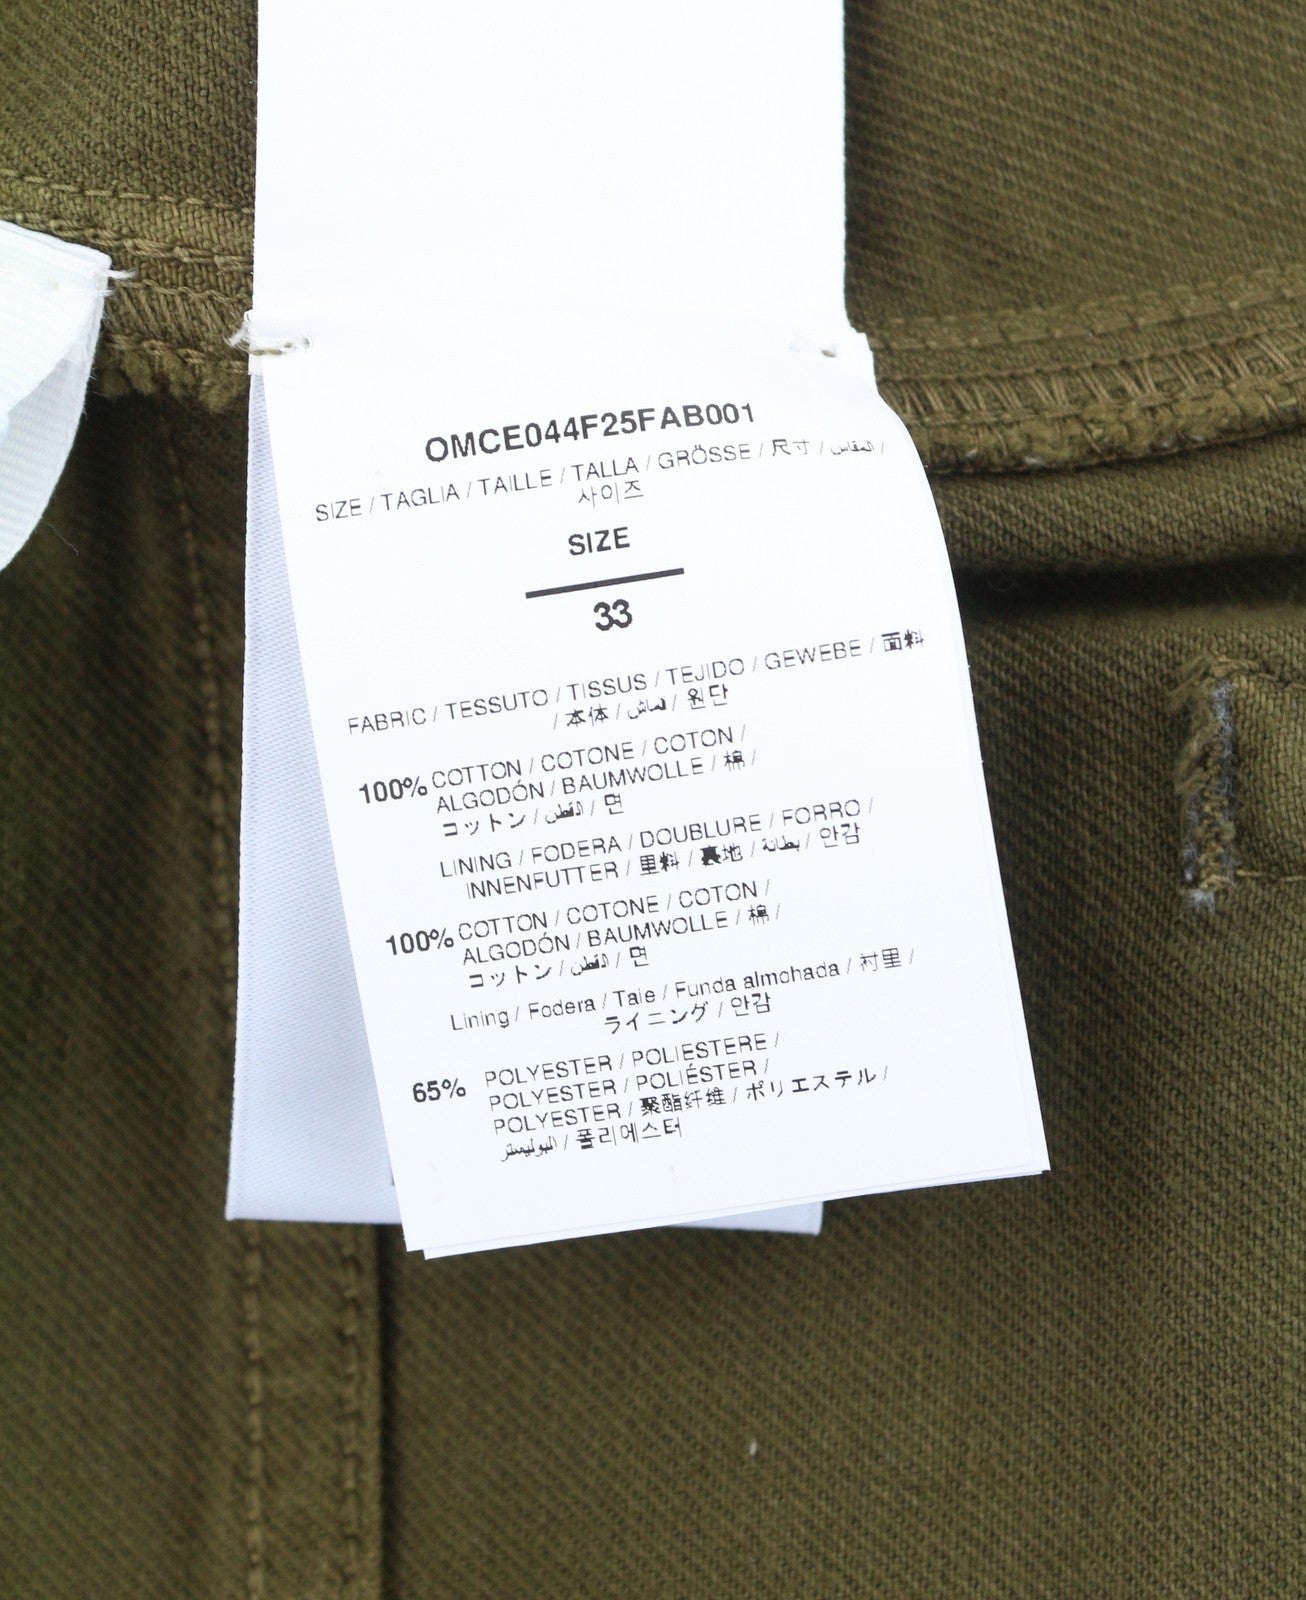 OMCE044F25FAB001
SIZE / TAGLIA / TAILLE / TALLA / GRÖSSE / 尺寸 / المقاس /
사이즈
SIZE
33
FABRIC / TESSUTO / TISSUS / TEJIDO / GEWEBE / 面料
/ 本体 / القماش / 원단
100% COTTON / COTONE / COTON /
ALGODÓN / BAUMWOLLE / 棉 /
コットン / القطن / 면
LINING / FODERA / DOUBLURE / FORRO /
INNENFUTTER / 里料 / 裏地 / بطانة / 안감
100% COTTON / COTONE / COTON /
ALGODÓN / BAUMWOLLE / 棉 /
コットン / القطن / 면
Lining / Fodera / Taie / Funda almohada / 衬里 /
ライニング / 안감
65% POLYESTER / POLIESTERE /
POLYESTER / POLIÉSTER /
POLYESTER / 聚酯纤维 / ポリエステル /
البوليستر / 폴리에스터